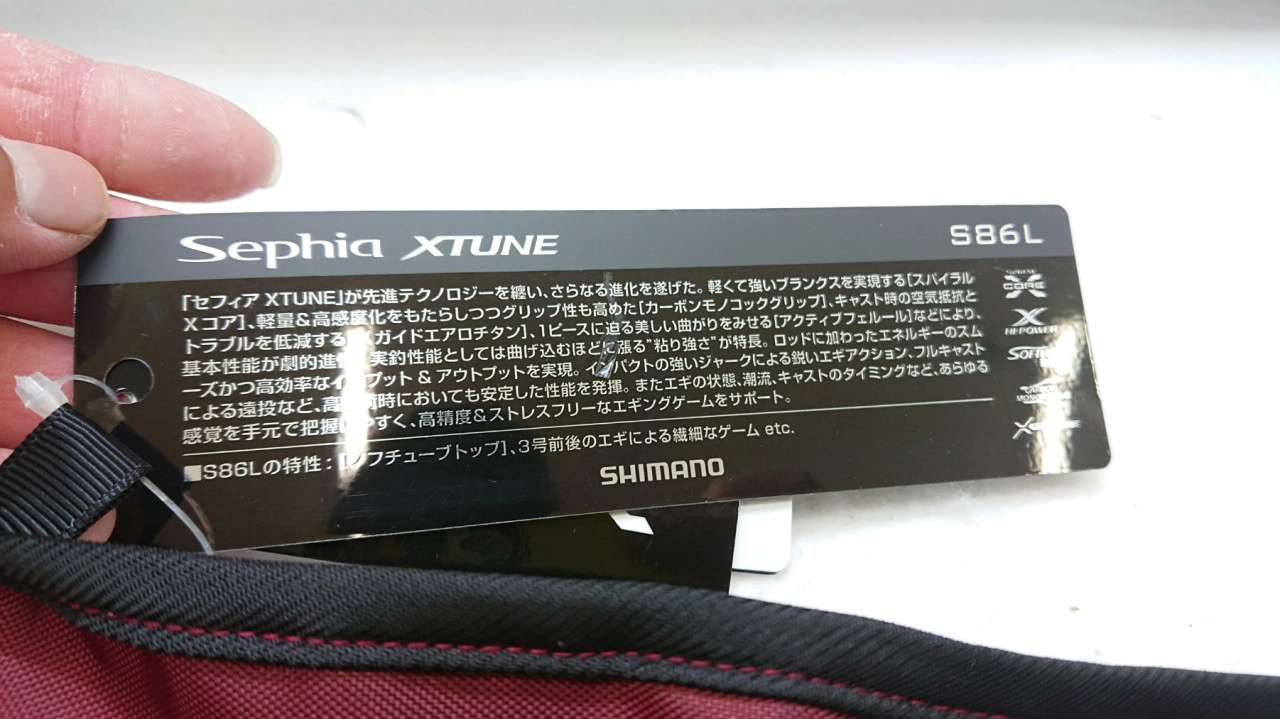 Sephia XTUNE
S86L
「セフィア XTUNE」が先進テクノロジーを纏い、さらなる進化を遂げた。軽くて強いブランクスを実現する[スパイラル
Xコア]、軽量&高感度化をもたらしつつグリップ性も高めた[カーボンモノコックグリップ]、キャスト時の空気抵抗と
トラブルを低減する ガイドエアロチタン]、1ピースに迫る美しい曲がりをみせる[アクティブフェルール]などにより、
基本性能が劇的進 実釣性能としては曲げ込むほど 張る"粘り強さ"が特長。ロッドに加わったエネルギーのスム
ーズかつ高効率な プット & アウトプットを実現。 パクトの強いジャークによる鋭いエギアクション、フルキャスト
による遠投など、高 時においても安定した性能を発揮。またエギの状態、潮流、キャストのタイミングなど、あらゆる
感覚を手元で把握 やすく、高精度&ストレスフリーなエギングゲームをサポート。
■S86Lの特性: フチューブトップ]、3号前後のエギによる繊細なゲーム etc.
SHIMANO
X CORE
X HI-POWER